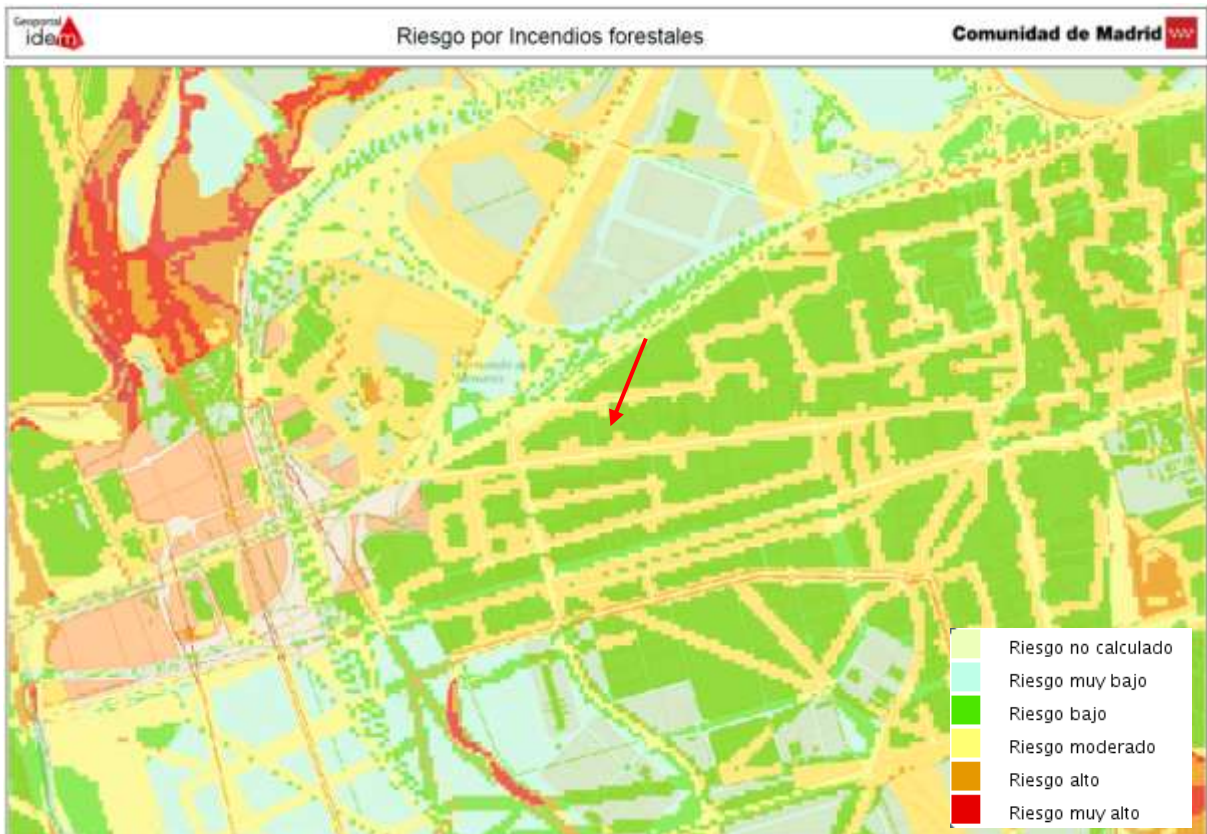 Geoportal
idem
Riesgo por Incendios forestales
Comunidad de Madrid
Riesgo no calculado
Riesgo muy bajo
Riesgo bajo
Riesgo moderado
Riesgo alto
Riesgo muy alto